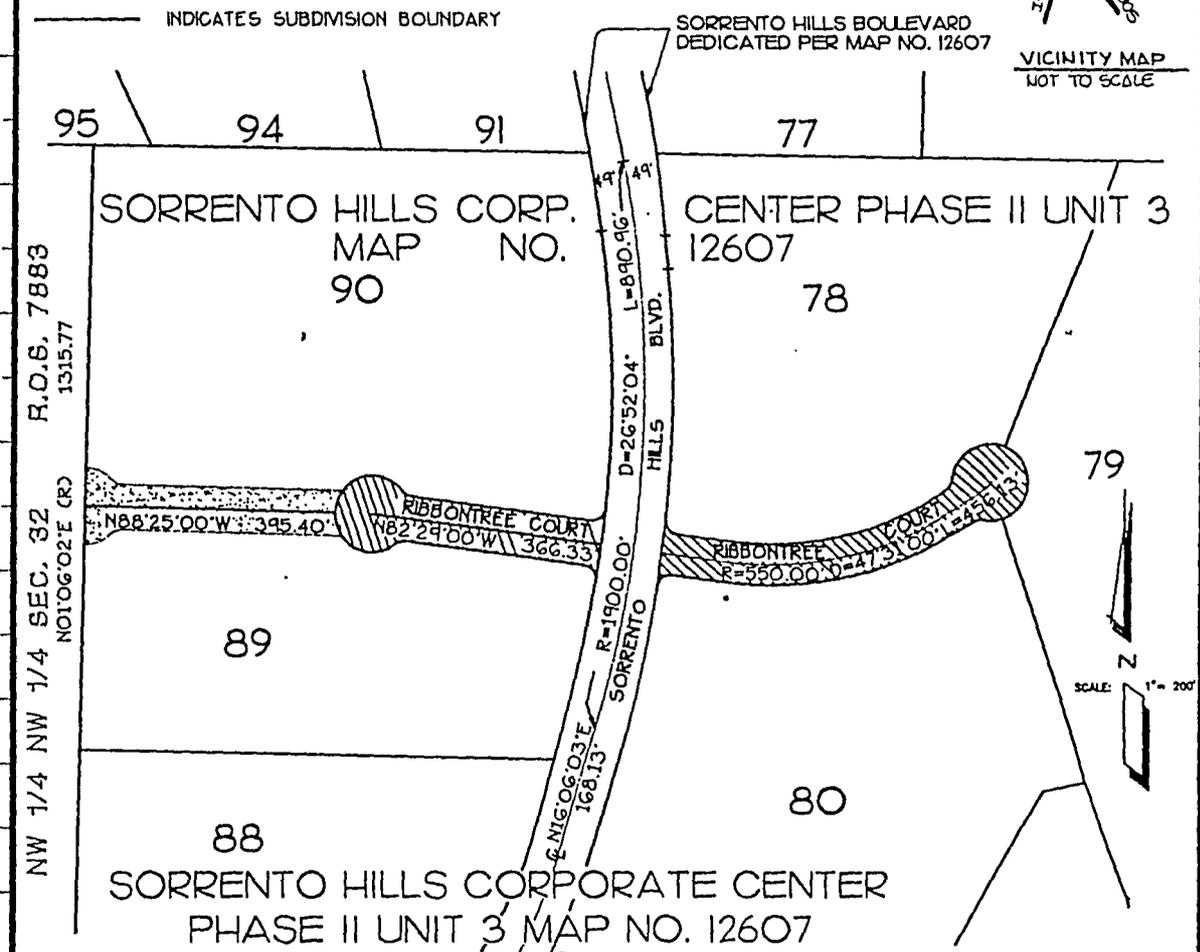 INDICATES SUBDIVISION BOUNDARY
SORRENTO HILLS BOULEVARD
DEDICATED PER MAP NO. 12607
VICINITY MAP
NOT TO SCALE
95
94
91
77
49' 49'
SORRENTO HILLS CORP. CENTER PHASE II UNIT 3
MAP NO. 12607
90
78
L=890.96'
D=26°52'04"
R=1900.00'
SORRENTO HILLS BLVD.
R.O.S. 7883
1315.77
N01°06'02"E (R)
NW 1/4 NW 1/4 SEC. 32
79
RIBBONTREE COURT
N88°25'00"W 395.40'
N82°29'00"W 366.33'
RIBBONTREE COURT
R=550.00' D=47°31'00" L=456.13'
89
N
SCALE: 1"= 200'
℄ N16°06'03"E
168.13'
80
88
SORRENTO HILLS CORPORATE CENTER
PHASE II UNIT 3 MAP NO. 12607